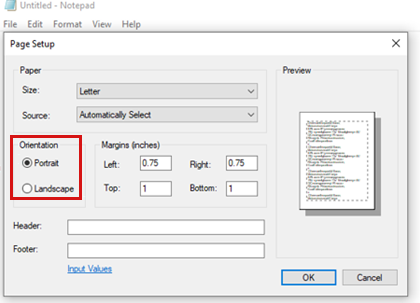 Untitled - Notepad
File Edit Format View Help
Page Setup
Paper
Size: Letter
Source: Automatically Select
Orientation
Portrait
Landscape
Margins (inches)
Left: 0.75 Right: 0.75
Top: 1 Bottom: 1
Preview
Header:
Footer:
Input Values
OK Cancel